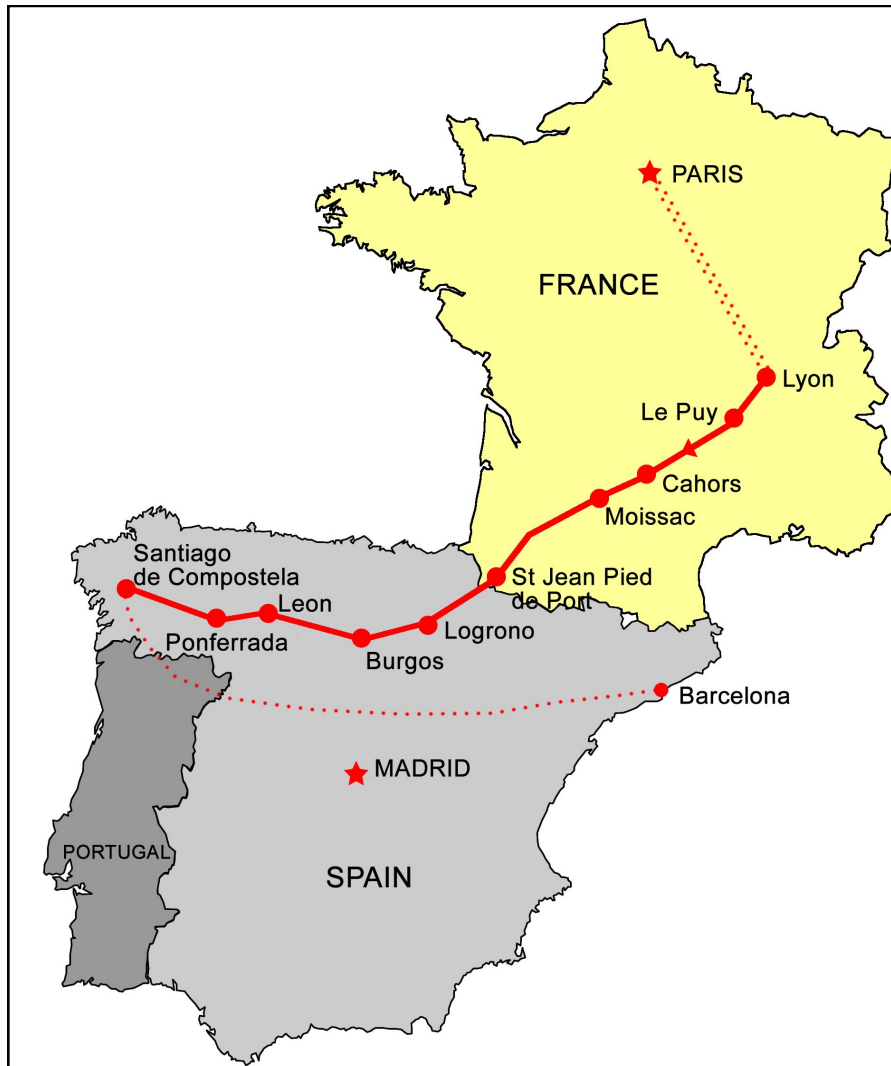 PARIS
FRANCE
Lyon
Le Puy
Cahors
Moissac
Santiago
de Compostela
St Jean Pied
de Port
Leon
Logrono
Ponferrada
Burgos
Barcelona
MADRID
PORTUGAL
SPAIN